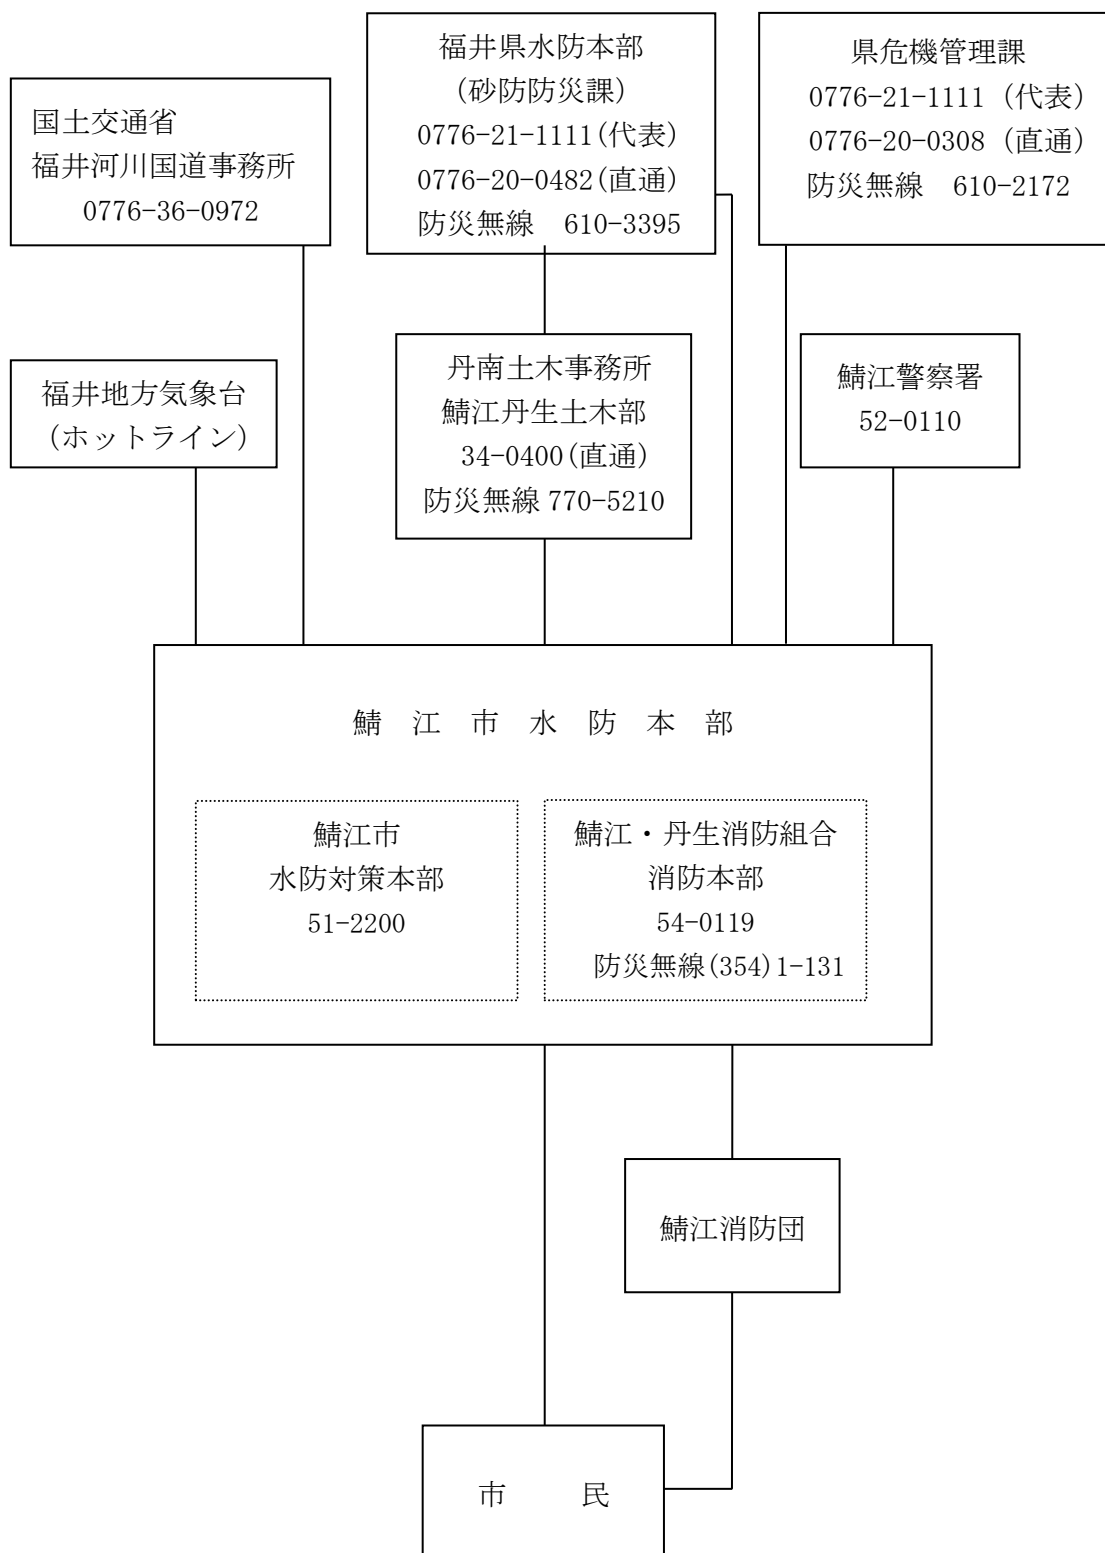 国土交通省
福井河川国道事務所
0776-36-0972
福井県水防本部
(砂防防災課)
0776-21-1111(代表)
0776-20-0482(直通)
防災無線　610-3395
県危機管理課
0776-21-1111 (代表)
0776-20-0308 (直通)
防災無線　610-2172
福井地方気象台
(ホットライン)
丹南土木事務所
鯖江丹生土木部
34-0400(直通)
防災無線 770-5210
鯖江警察署
52-0110
鯖　江　市　水　防　本　部
鯖江市
水防対策本部
51-2200
鯖江・丹生消防組合
消防本部
54-0119
防災無線(354)1-131
鯖江消防団
市　　民